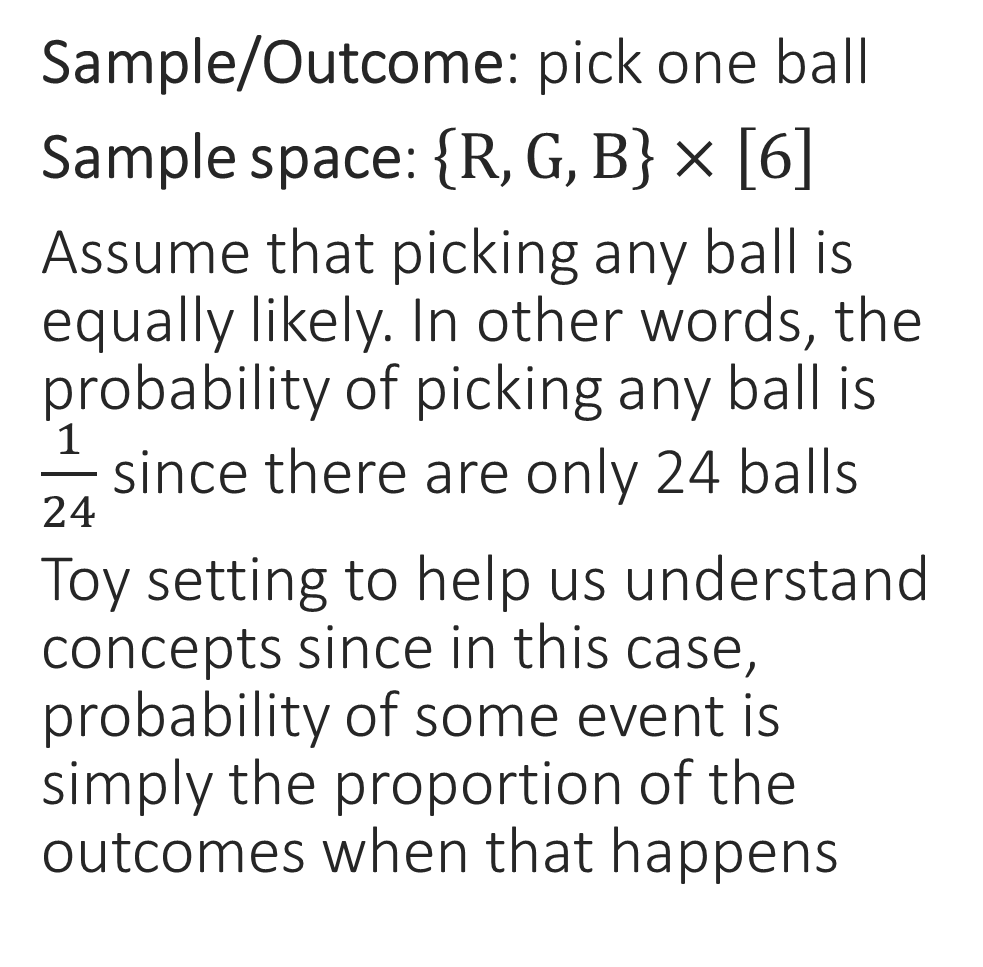 Sample/Outcome: pick one ball
Sample space: {R, G, B} × [6]
Assume that picking any ball is
equally likely. In other words, the
probability of picking any ball is
1/24 since there are only 24 balls
Toy setting to help us understand
concepts since in this case,
probability of some event is
simply the proportion of the
outcomes when that happens